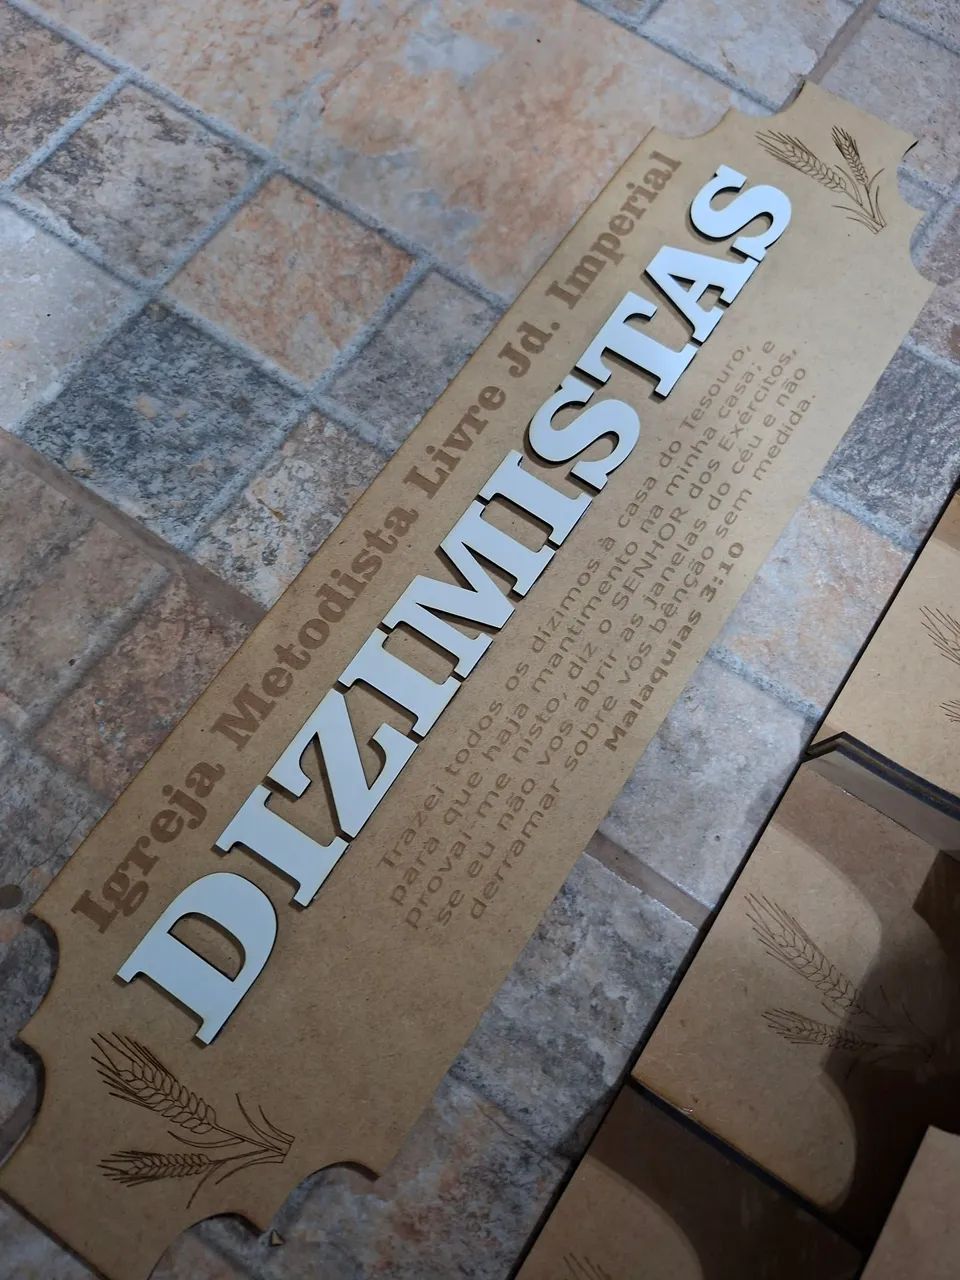 Igreja Metodista Livre Jd. Imperial
DIZIMISTAS
Trazei todos os dizimos à casa do Tesouro,
para que haja mantimento na minha casa; e
provai-me nisto, diz o SENHOR dos Exércitos,
se eu não vos abrir as janelas do céu e não
derramar sobre vós bênção sem medida.
Malaquias 3:10